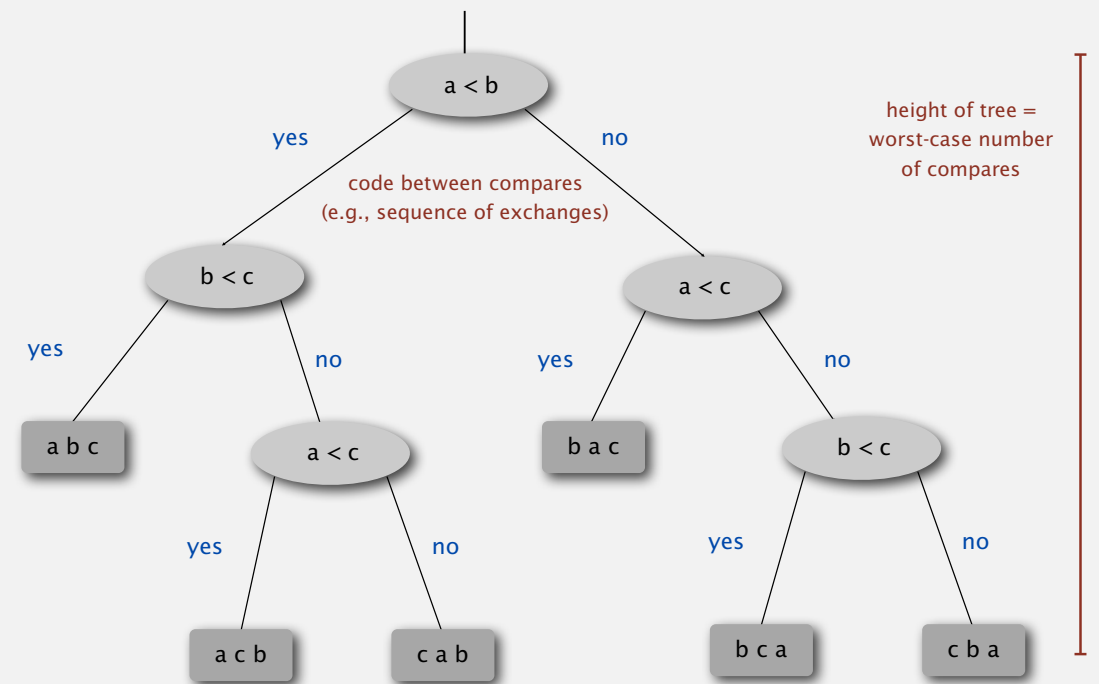 a < b
height of tree =
worst-case number
of compares
yes
no
code between compares
(e.g., sequence of exchanges)
b < c
a < c
yes
no
yes
no
a b c
a < c
b a c
b < c
yes
no
yes
no
a c b
c a b
b c a
c b a